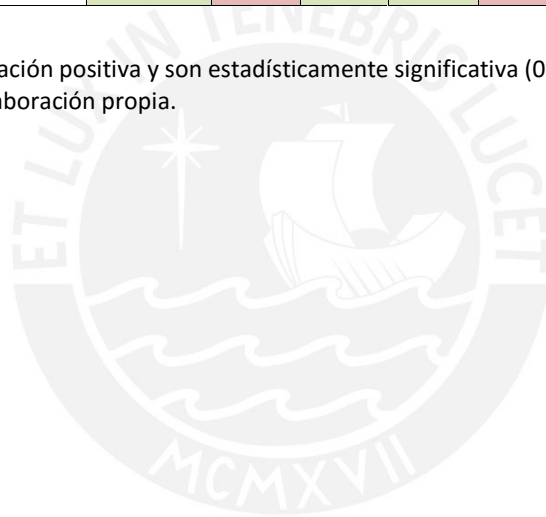 ación positiva y son estadísticamente significativa (0
aboración propia.
ET LUX IN TENEBRIS LUCET
MCMXVII